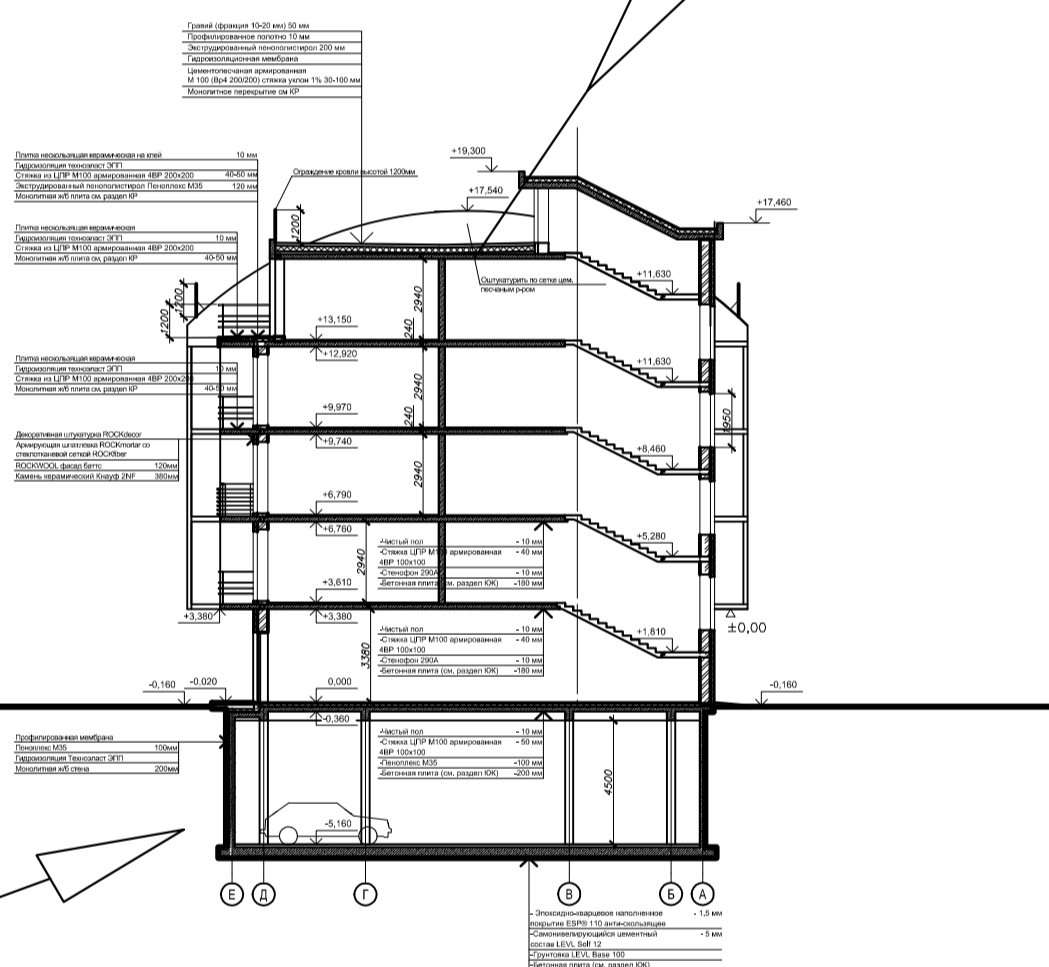 Гравий (фракция 10-20 мм) 50 мм
Профилированное полотно 10 мм
Экструдированный пенополистирол 200 мм
Гидроизоляционная мембрана
Цементопесчаная армированная
М 100 (Вр4 200/200) стяжка уклон 1% 30-100 мм
Монолитное перекрытие см КР
Плитка нескользящая керамическая на клей 10 мм
Гидроизоляция техноэласт ЭПП
Стяжка из ЦПР М100 армированная 4ВР 200х200 40-50 мм
Экструдированный пенополистирол Пеноплекс М35 120 мм
Монолитная ж/б плита см. раздел КР
Ограждение кровли высотой 1200мм
+19,300
+17,540
+17,460
1200
Плитка нескользящая керамическая
Гидроизоляция техноэласт ЭПП 10 мм
Стяжка из ЦПР М100 армированная 4ВР 200х200
Монолитная ж/б плита см. раздел КР 40-50 мм
Оштукатурить по сетке цем.
песчаным р-ром
+11,630
1200
1200
2940
+13,150
240
+12,920
+11,630
Плитка нескользящая керамическая
Гидроизоляция техноэласт ЭПП 10 мм
Стяжка из ЦПР М100 армированная 4ВР 200х200
Монолитная ж/б плита см. раздел КР 40-50 мм
2940
+9,970
240
+9,740
1950
+8,460
Декоративная штукатурка ROCKdecor
Армирующая шпатлевка ROCKmortar со
стеклотканевой сеткой ROCKfiber
ROCKWOOL фасад баттс 120мм
Камень керамический Кнауф 2NF 380мм
2940
+6,790
+6,760
+5,280
-Чистый пол - 10 мм
-Стяжка ЦПР М100 армированная - 40 мм
4ВР 100х100
-Стенофон 290А - 10 мм
-Бетонная плита (см. раздел КЖ) -180 мм
2940
+3,610
+3,380
+3,380
±0,00
+1,810
-Чистый пол - 10 мм
-Стяжка ЦПР М100 армированная - 40 мм
4ВР 100х100
-Стенофон 290А - 10 мм
-Бетонная плита (см. раздел КЖ) -180 мм
3380
-0,160
-0,020
0,000
-0,160
-0,360
Профилированная мембрана
Пеноплекс М35 100мм
Гидроизоляция Техноэласт ЭПП
Монолитная ж/б стена 200мм
-Чистый пол - 10 мм
-Стяжка ЦПР М100 армированная - 50 мм
4ВР 100х100
-Пеноплекс М35 -100 мм
-Бетонная плита (см. раздел КЖ) -200 мм
4500
-5,160
Е Д Г В Б А
- Эпоксидно-кварцевое наполненное - 1,5 мм
покрытие ESP® 110 анти-скользящее
-Самонивелирующийся цементный - 5 мм
состав LEVL Self 12
-Грунтовка LEVL Base 100
-Бетонная плита (см. раздел КЖ)